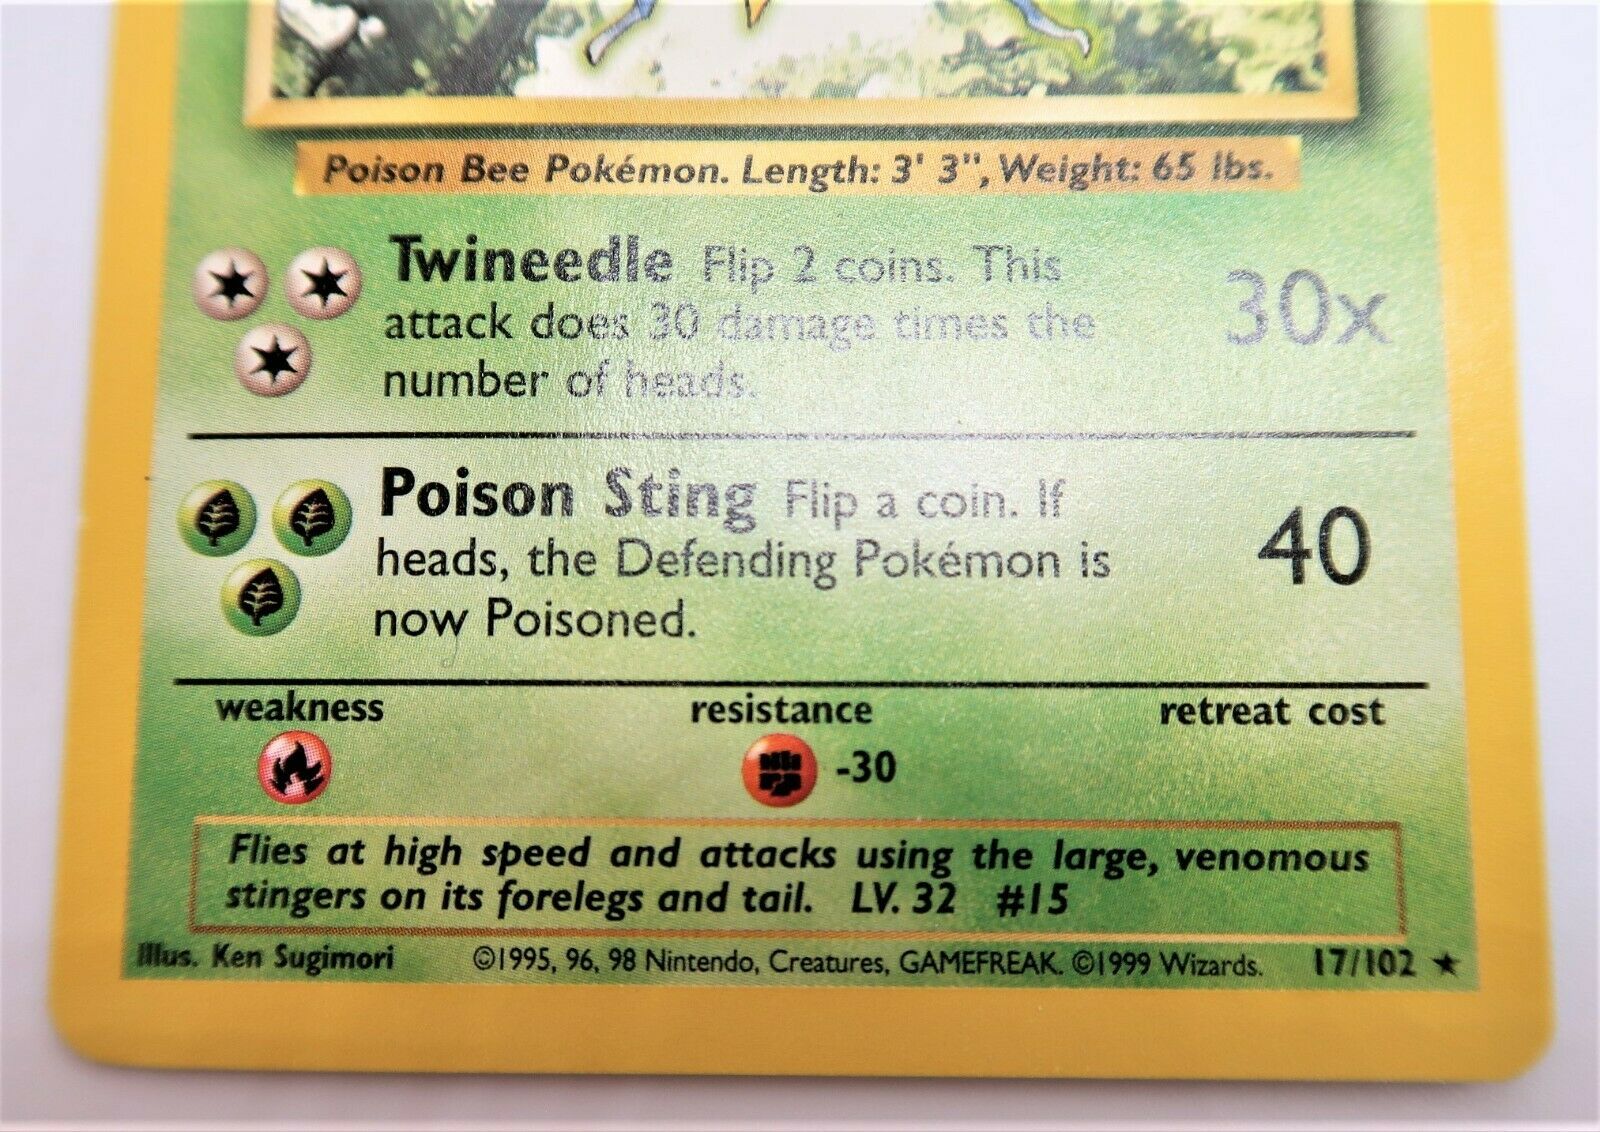 Poison Bee Pokémon. Length: 3' 3", Weight: 65 lbs.
Twineedle Flip 2 coins. This
attack does 30 damage times the
number of heads.
30x
Poison Sting Flip a coin. If
heads, the Defending Pokémon is
now Poisoned.
40
weakness resistance retreat cost
-30
Flies at high speed and attacks using the large, venomous
stingers on its forelegs and tail. LV. 32 #15
Illus. Ken Sugimori ©1995, 96, 98 Nintendo, Creatures, GAMEFREAK. ©1999 Wizards. 17/102 ★